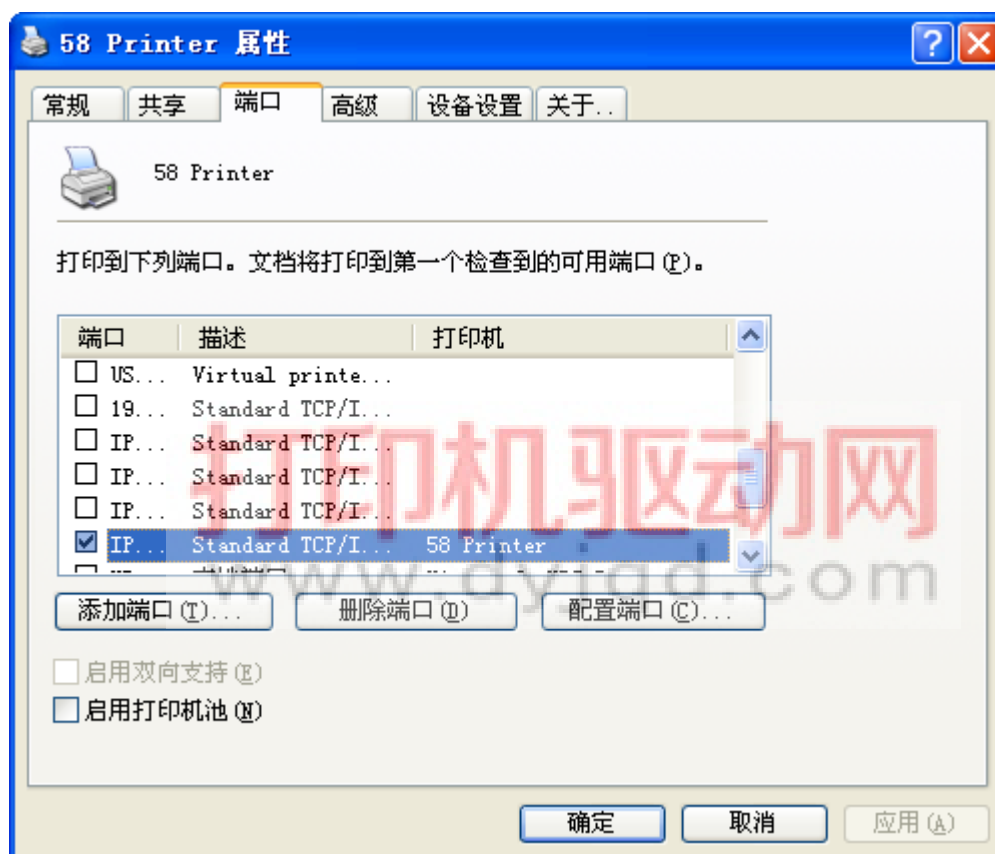 58 Printer 属性
常规 共享 端口 高级 设备设置 关于..
58 Printer
打印到下列端口。文档将打印到第一个检查到的可用端口(P)。
端口 描述 打印机
US... Virtual printe...
19... Standard TCP/I...
IP... Standard TCP/I...
IP... Standard TCP/I...
IP... Standard TCP/I...
IP... Standard TCP/I... 58 Printer
打印机驱动网
添加端口(T)... 删除端口(D) 配置端口(C)...
启用双向支持(E)
启用打印机池(N)
确定 取消 应用(A)